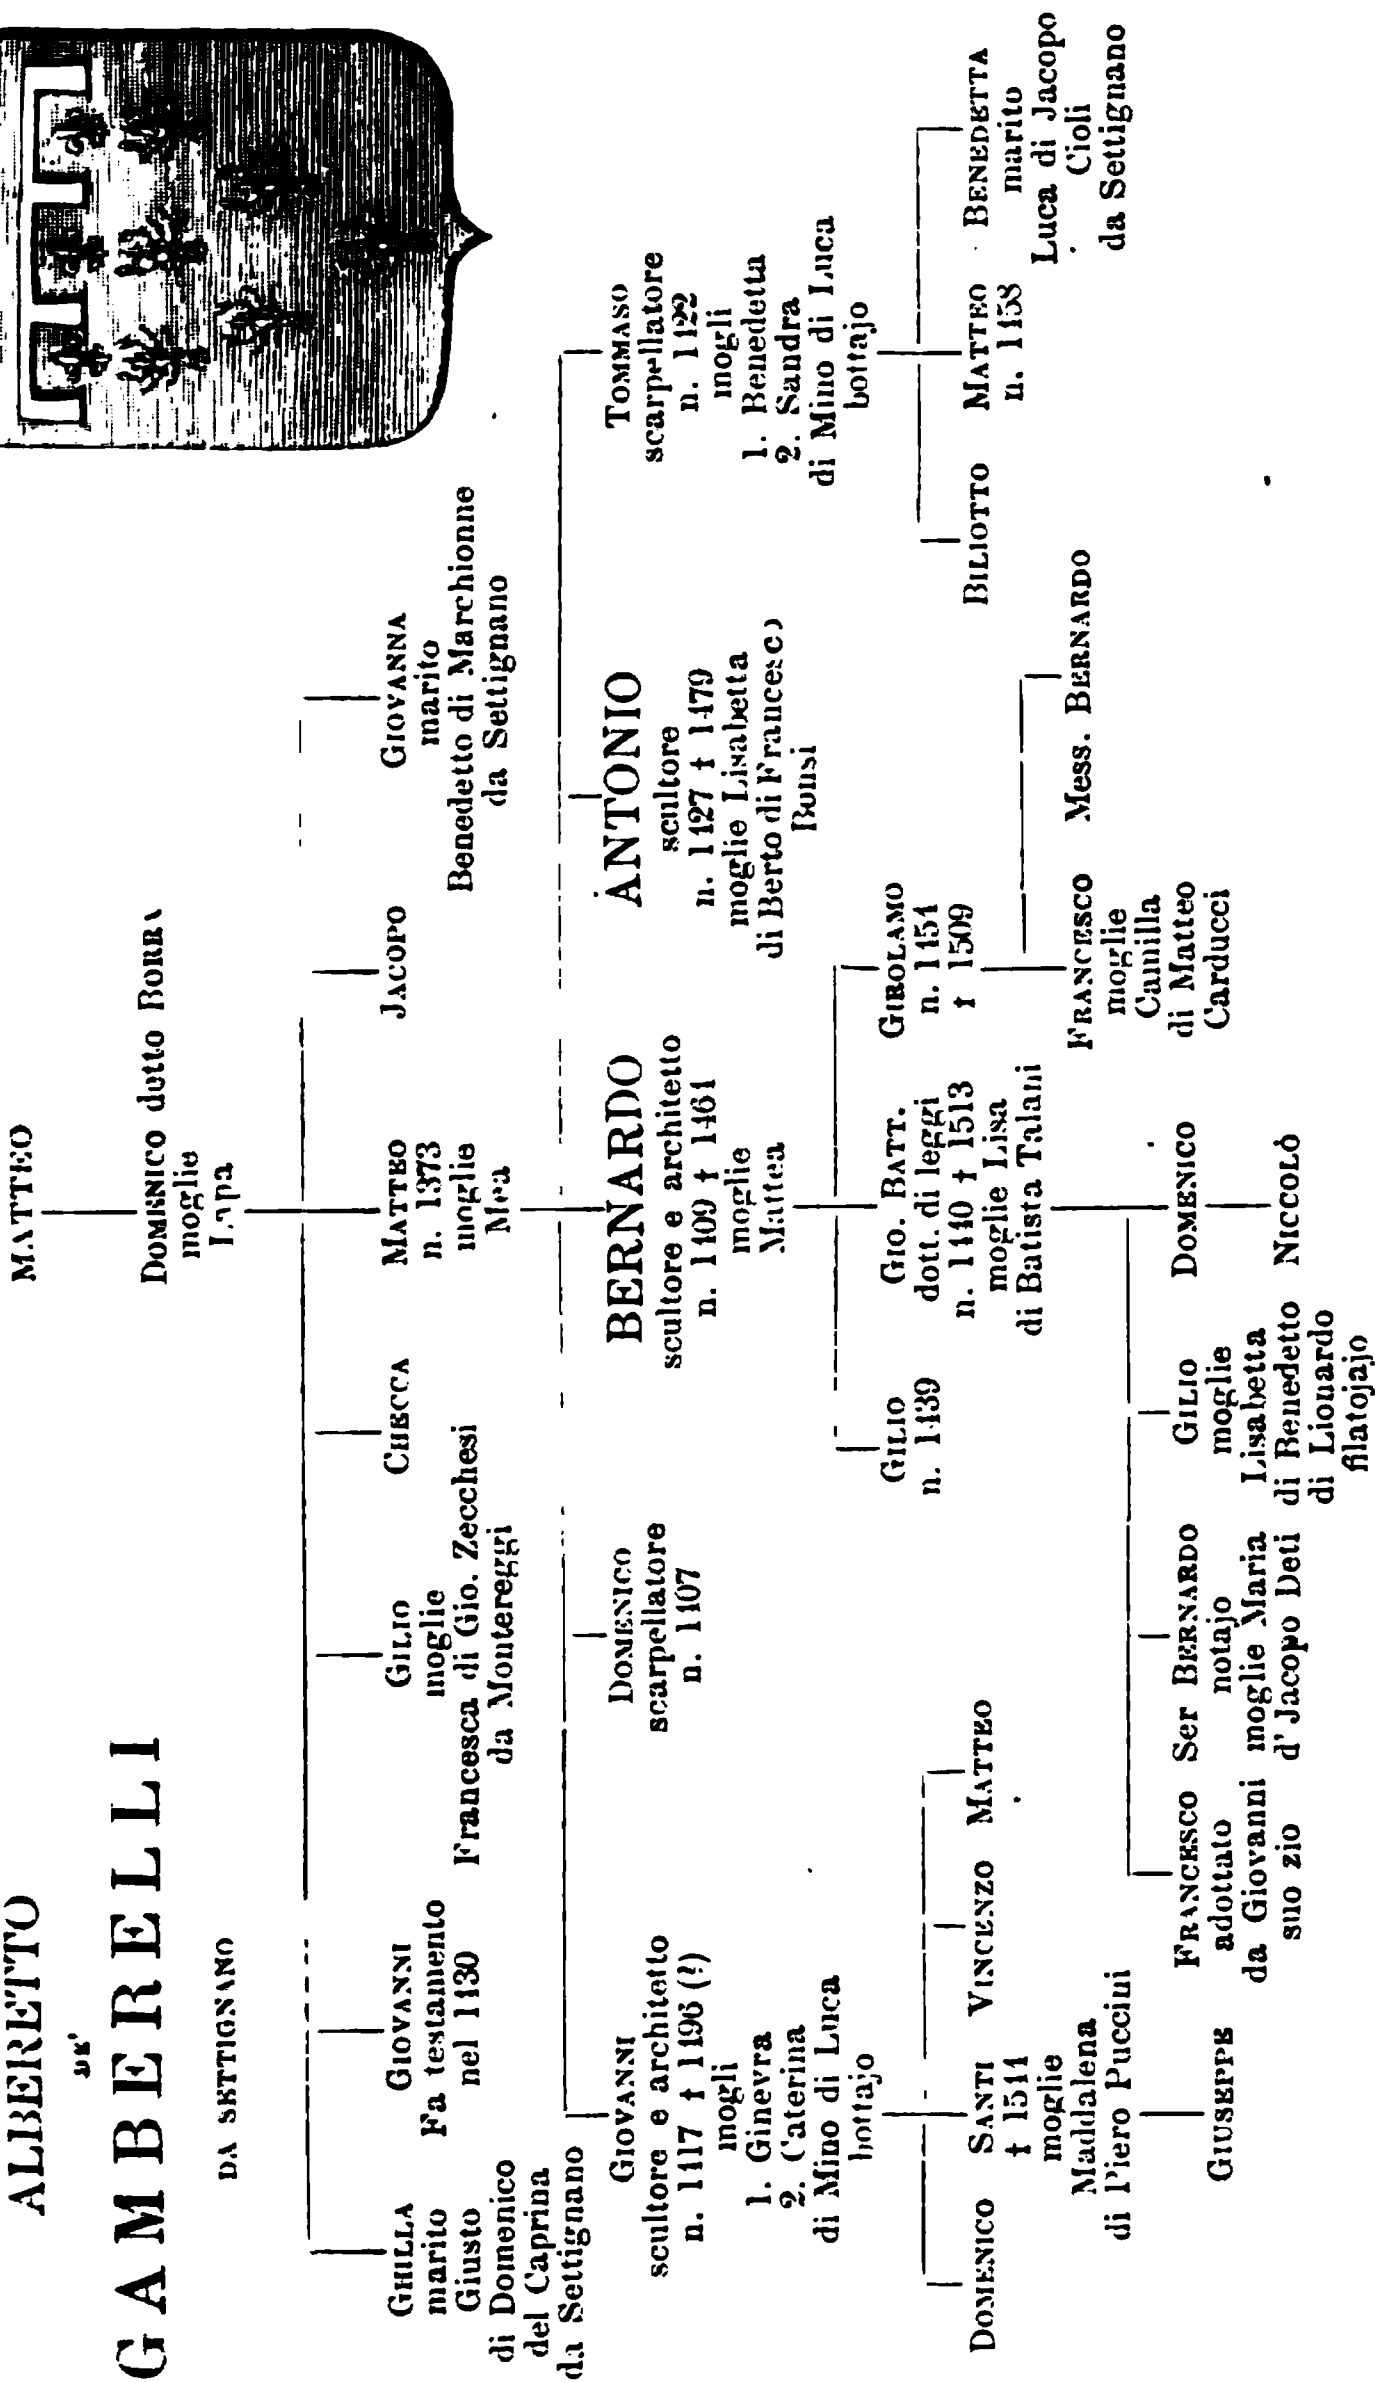 ALBERETTO
DE'
GAMBERELLI
DA SETTIGNANO
MATTEO
DOMENICO detto BORRA
moglie
Lapa
GHILLA
marito
Giusto
di Domenico
del Caprina
da Settignano
GIOVANNI
Fa testamento
nel 1430
GILIO
moglie
Francesca di Gio. Zecchesi
da Montereggi
CHECCA
MATTEO
n. 1373
moglie
Mea
JACOPO
GIOVANNA
marito
Benedetto di Marchionne
da Settignano
GIOVANNI
scultore e architetto
n. 1417 † 1496 (?)
mogli
1. Ginevra
2. Caterina
di Mino di Luca
bottajo
DOMENICO
scarpellatore
n. 1407
BERNARDO
scultore e architetto
n. 1409 † 1464
moglie
Mattea
ANTONIO
scultore
n. 1427 † 1479
moglie Lisabetta
di Berto di Francesco
Bonsi
TOMMASO
scarpellatore
n. 1422
mogli
1. Benedetta
2. Sandra
di Mino di Luca
bottajo
GILIO
n. 1439
GIO. BATT.
dott. di leggi
n. 1440 † 1513
moglie Lisa
di Batista Talani
GIROLAMO
n. 1454
† 1509
DOMENICO
SANTI
† 1544
moglie
Maddalena
di Piero Puccini
VINCENZO
MATTEO
BILIOTTO
MATTEO
n. 1458
BENEDETTA
marito
Luca di Jacopo
Cioli
da Settignano
FRANCESCO
moglie
Camilla
di Matteo
Carducci
Mess. BERNARDO
GIUSEPPE
FRANCESCO
adottato
da Giovanni
suo zio
Ser BERNARDO
notajo
moglie Maria
d'Jacopo Deti
GILIO
moglie
Lisabetta
di Benedetto
di Lionardo
filatojajo
DOMENICO
NICCOLÒ